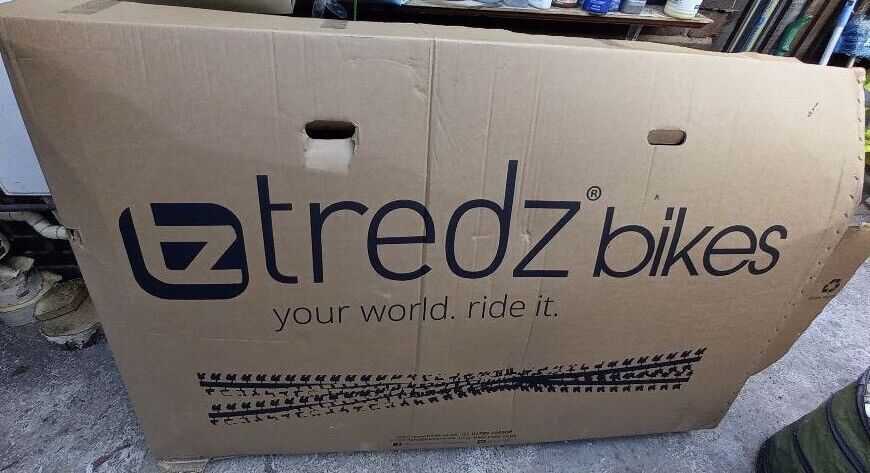 tredz® bikes
your world. ride it.